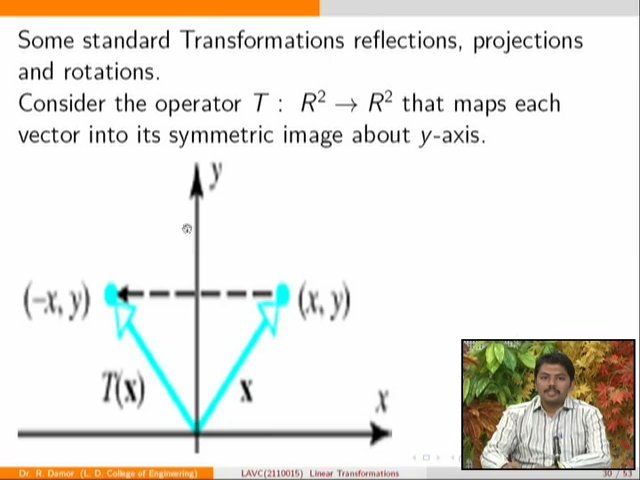 Some standard Transformations reflections, projections
and rotations.
Consider the operator T : R² → R² that maps each
vector into its symmetric image about y-axis.
y
(-x, y)
(x, y)
T(x)
x
x
Dr. R. Damor (L. D. College of Engineering)
LAVC(2110015) Linear Transformations
30 / 53